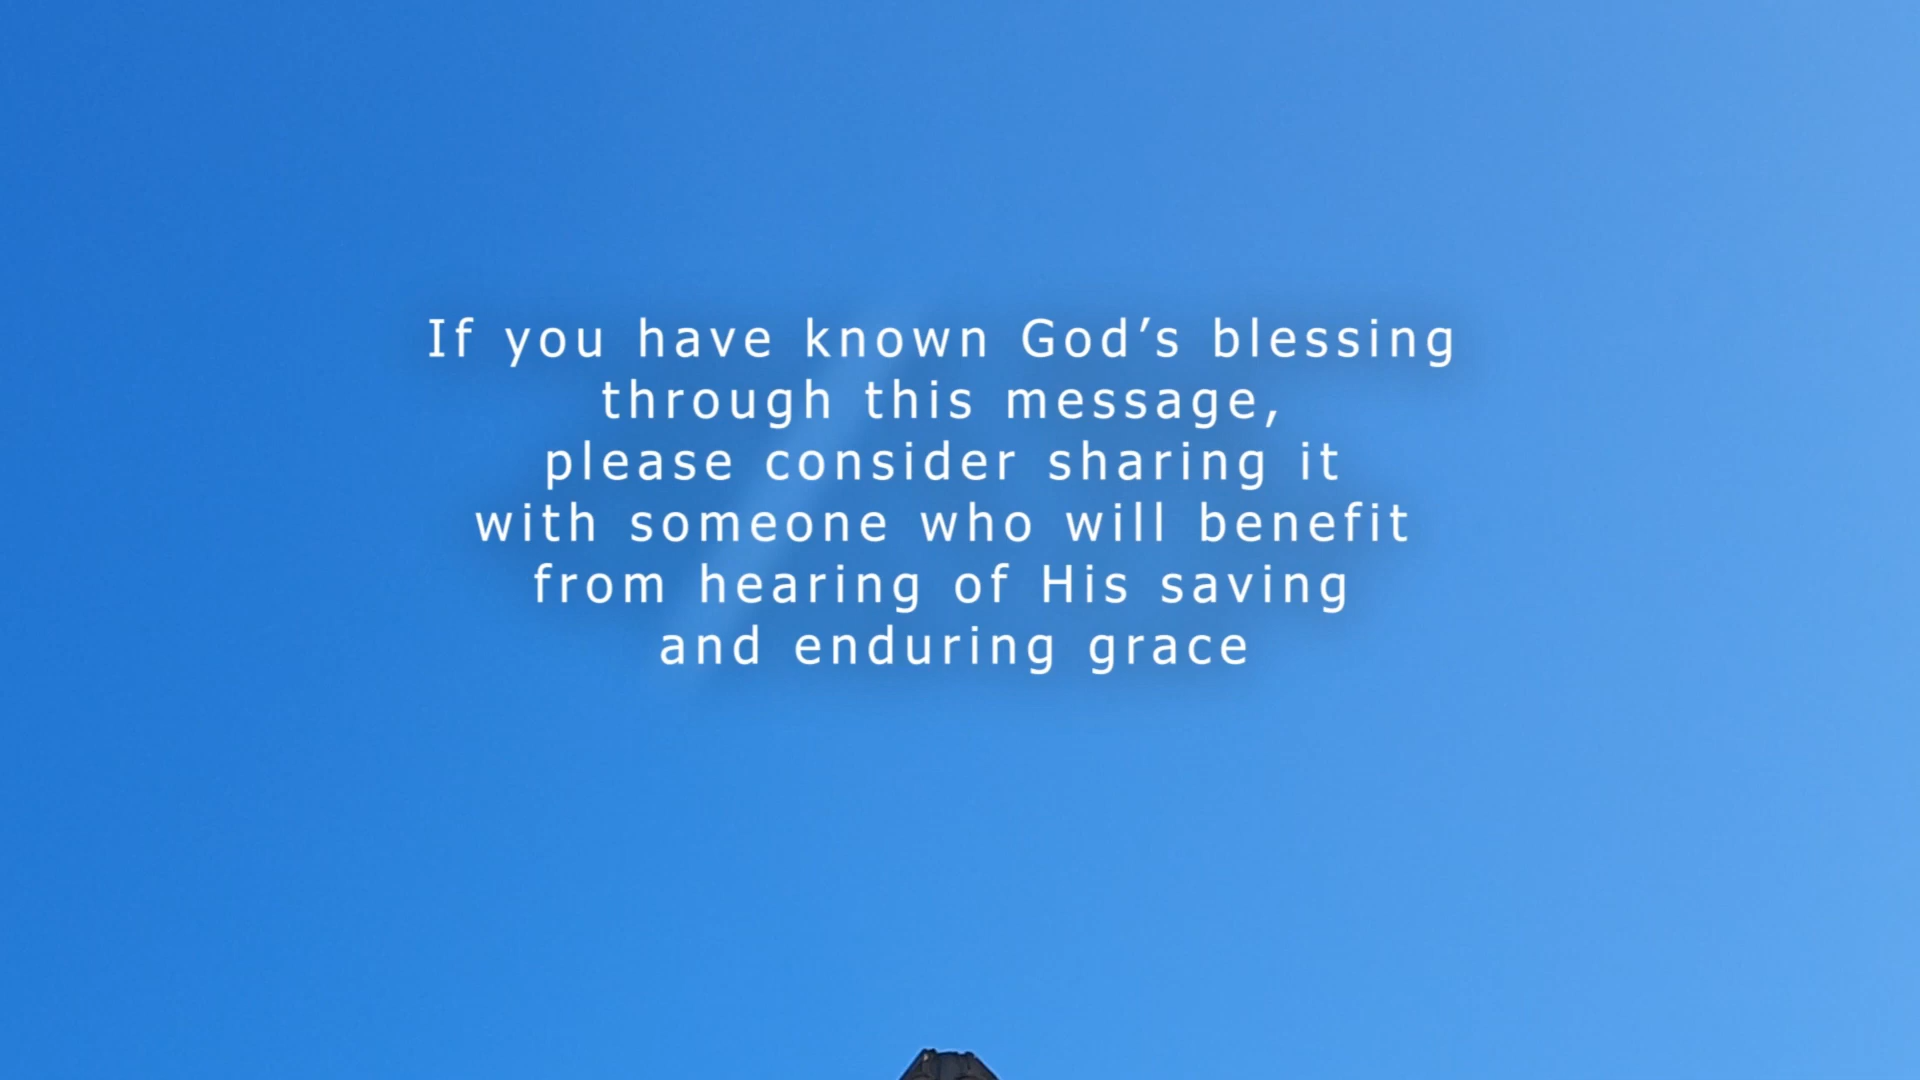 If you have known God’s blessing
through this message,
please consider sharing it
with someone who will benefit
from hearing of His saving
and enduring grace